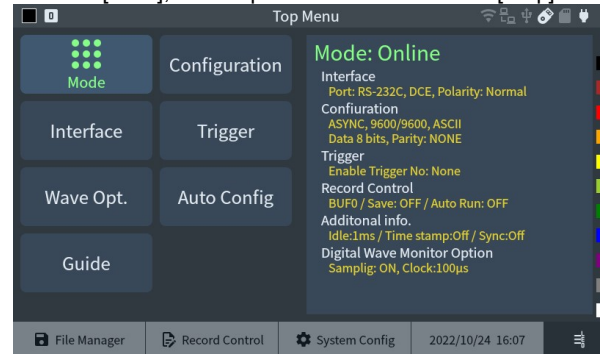 0
Top Menu
Mode
Configuration
Interface
Trigger
Wave Opt.
Auto Config
Guide
Mode: Online
Interface
Port: RS-232C, DCE, Polarity: Normal
Confiuration
ASYNC, 9600/9600, ASCII
Data 8 bits, Parity: NONE
Trigger
Enable Trigger No: None
Record Control
BUF0 / Save: OFF / Auto Run: OFF
Additonal info.
Idle:1ms / Time stamp:Off / Sync:Off
Digital Wave Monitor Option
Samplig: ON, Clock:100μs
File Manager
Record Control
System Config
2022/10/24 16:07